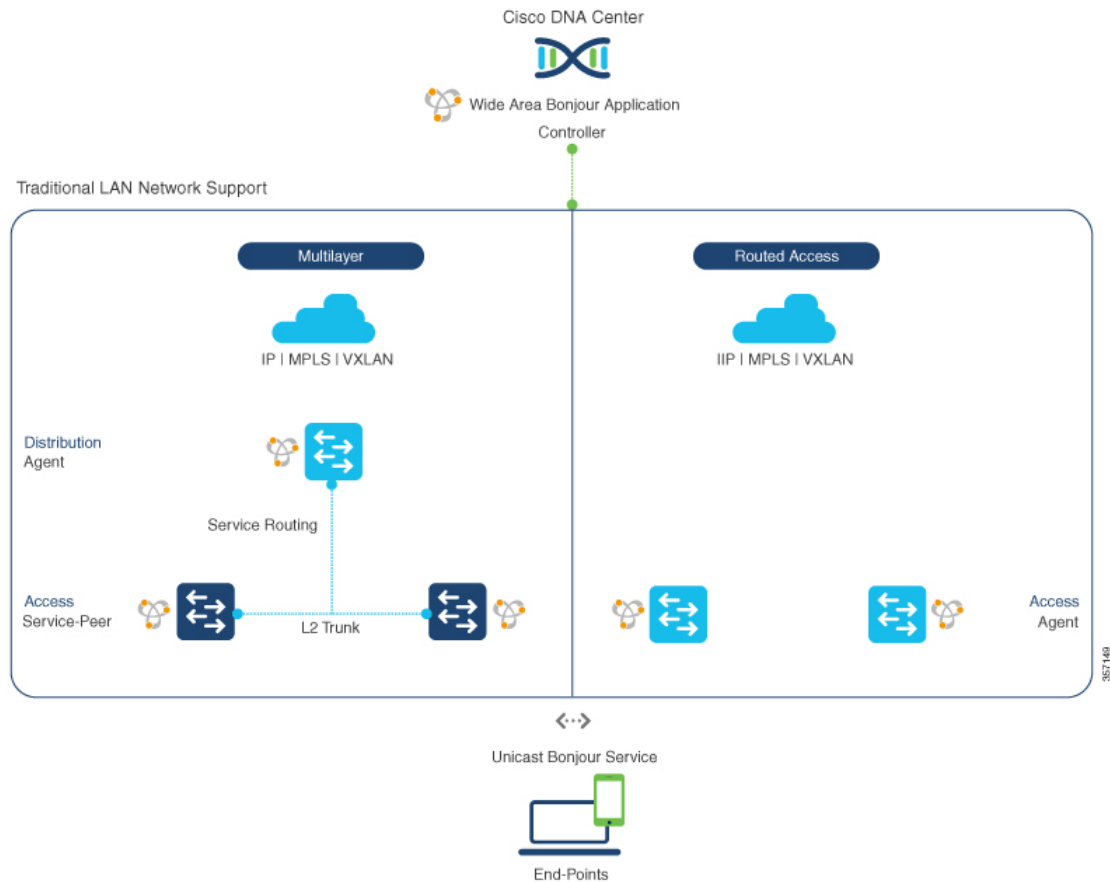 Cisco DNA Center
Wide Area Bonjour Application
Controller
Traditional LAN Network Support
Multilayer
Routed Access
IP | MPLS | VXLAN
IIP | MPLS | VXLAN
Distribution
Agent
Service Routing
Access
Service-Peer
L2 Trunk
Access
Agent
357149
Unicast Bonjour Service
End-Points